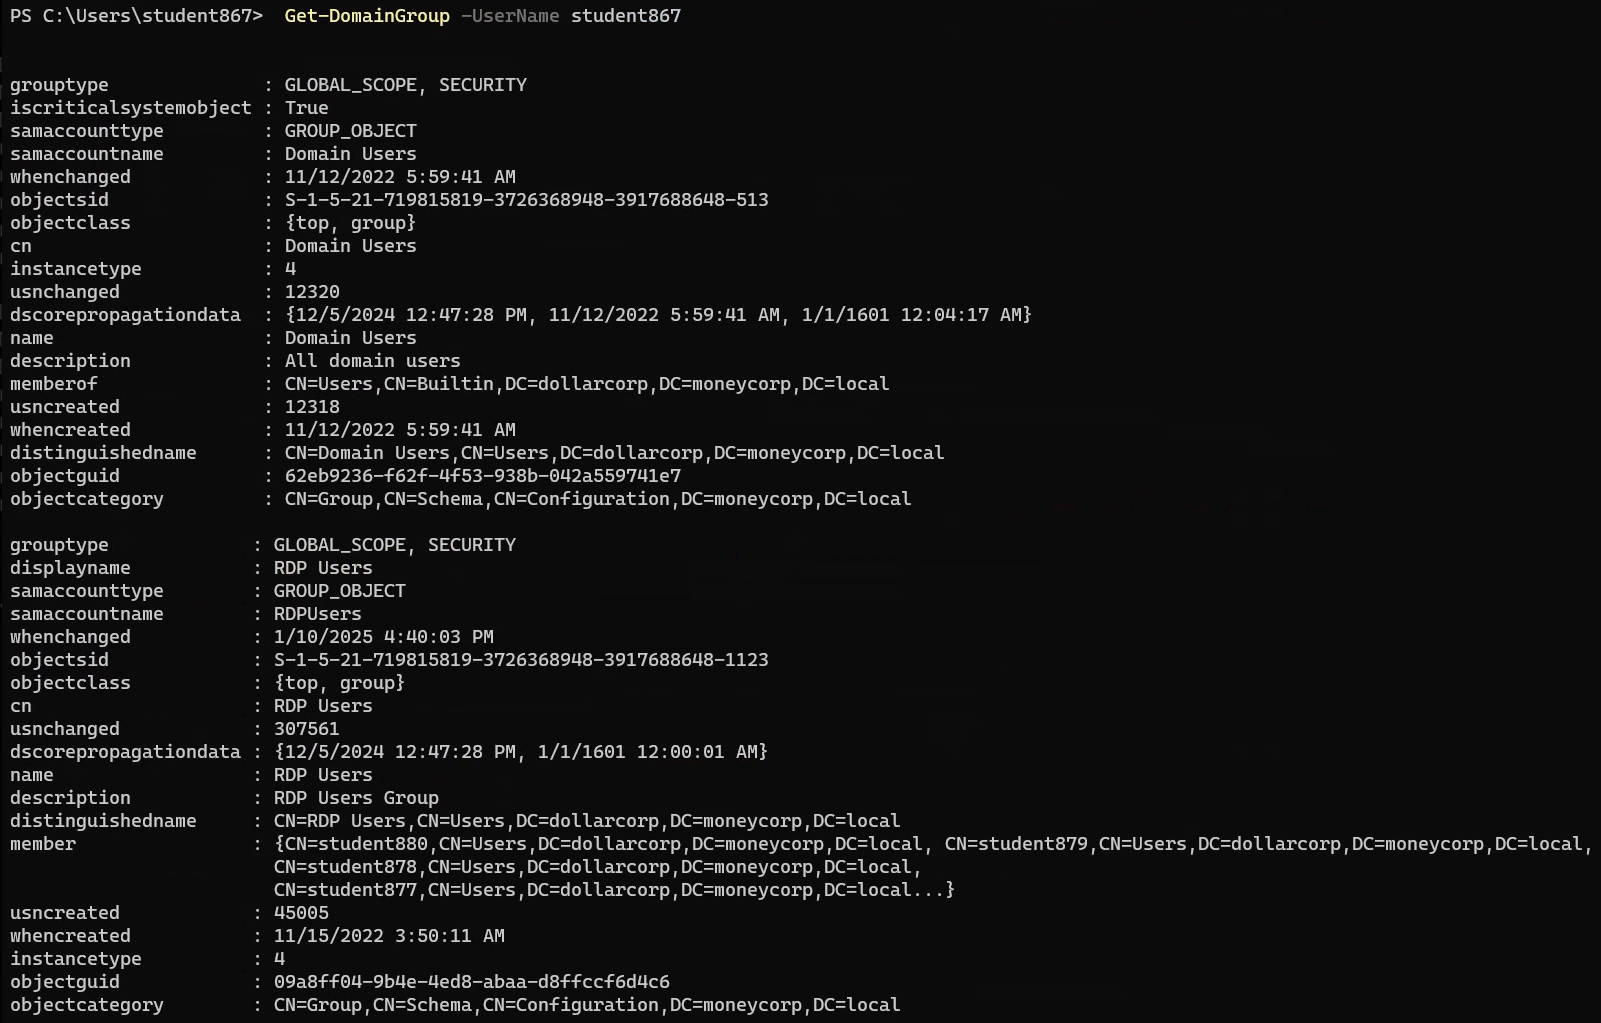 PS C:\Users\student867>  Get-DomainGroup -UserName student867
grouptype              : GLOBAL_SCOPE, SECURITY
iscriticalsystemobject : True
samaccounttype         : GROUP_OBJECT
samaccountname         : Domain Users
whenchanged            : 11/12/2022 5:59:41 AM
objectsid              : S-1-5-21-719815819-3726368948-3917688648-513
objectclass            : {top, group}
cn                     : Domain Users
instancetype           : 4
usnchanged             : 12320
dscorepropagationdata  : {12/5/2024 12:47:28 PM, 11/12/2022 5:59:41 AM, 1/1/1601 12:04:17 AM}
name                   : Domain Users
description            : All domain users
memberof               : CN=Users,CN=Builtin,DC=dollarcorp,DC=moneycorp,DC=local
usncreated             : 12318
whencreated            : 11/12/2022 5:59:41 AM
distinguishedname      : CN=Domain Users,CN=Users,DC=dollarcorp,DC=moneycorp,DC=local
objectguid             : 62eb9236-f62f-4f53-938b-042a559741e7
objectcategory         : CN=Group,CN=Schema,CN=Configuration,DC=moneycorp,DC=local
grouptype             : GLOBAL_SCOPE, SECURITY
displayname           : RDP Users
samaccounttype        : GROUP_OBJECT
samaccountname        : RDPUsers
whenchanged           : 1/10/2025 4:40:03 PM
objectsid             : S-1-5-21-719815819-3726368948-3917688648-1123
objectclass           : {top, group}
cn                    : RDP Users
usnchanged            : 307561
dscorepropagationdata : {12/5/2024 12:47:28 PM, 1/1/1601 12:00:01 AM}
name                  : RDP Users
description           : RDP Users Group
distinguishedname     : CN=RDP Users,CN=Users,DC=dollarcorp,DC=moneycorp,DC=local
member                : {CN=student880,CN=Users,DC=dollarcorp,DC=moneycorp,DC=local, CN=student879,CN=Users,DC=dollarcorp,DC=moneycorp,DC=local,
                        CN=student878,CN=Users,DC=dollarcorp,DC=moneycorp,DC=local,
                        CN=student877,CN=Users,DC=dollarcorp,DC=moneycorp,DC=local...}
usncreated            : 45005
whencreated           : 11/15/2022 3:50:11 AM
instancetype          : 4
objectguid            : 09a8ff04-9b4e-4ed8-abaa-d8ffccf6d4c6
objectcategory        : CN=Group,CN=Schema,CN=Configuration,DC=moneycorp,DC=local